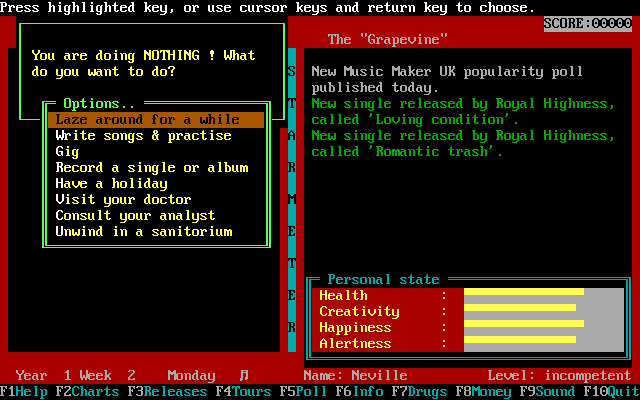 Press highlighted key, or use cursor keys and return key to choose.
SCORE:00000
You are doing NOTHING ! What
do you want to do?
Options..
Laze around for a while
Write songs & practise
Gig
Record a single or album
Have a holiday
Visit your doctor
Consult your analyst
Unwind in a sanitorium
S
T
A
R
M
E
T
E
R
The "Grapevine"
New Music Maker UK popularity poll
published today.
New single released by Royal Highness,
called 'Loving condition'.
New single released by Royal Highness,
called 'Romantic trash'.
Personal state
Health :
Creativity :
Happiness :
Alertness :
Year 1 Week 2 Monday ♫
Name: Neville Level: incompetent
F1Help F2Charts F3Releases F4Tours F5Poll F6Info F7Drugs F8Money F9Sound F10Quit